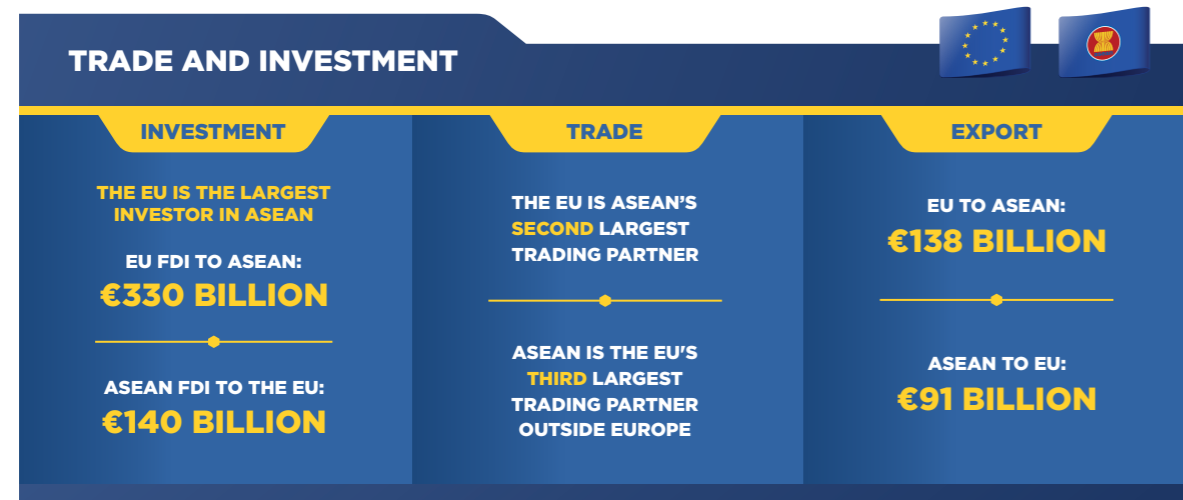 TRADE AND INVESTMENT
INVESTMENT
THE EU IS THE LARGEST
INVESTOR IN ASEAN
EU FDI TO ASEAN:
€330 BILLION
ASEAN FDI TO THE EU:
€140 BILLION
TRADE
THE EU IS ASEAN'S
SECOND LARGEST
TRADING PARTNER
ASEAN IS THE EU'S
THIRD LARGEST
TRADING PARTNER
OUTSIDE EUROPE
EXPORT
EU TO ASEAN:
€138 BILLION
ASEAN TO EU:
€91 BILLION